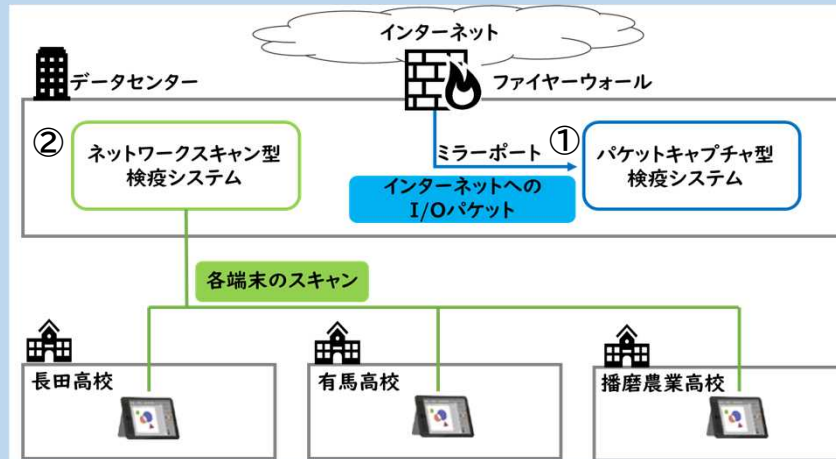 インターネット
データセンター
ファイヤーウォール
②
ネットワークスキャン型
検疫システム
ミラーポート
①
パケットキャプチャ型
検疫システム
インターネットへの
I/Oパケット
各端末のスキャン
長田高校
有馬高校
播磨農業高校